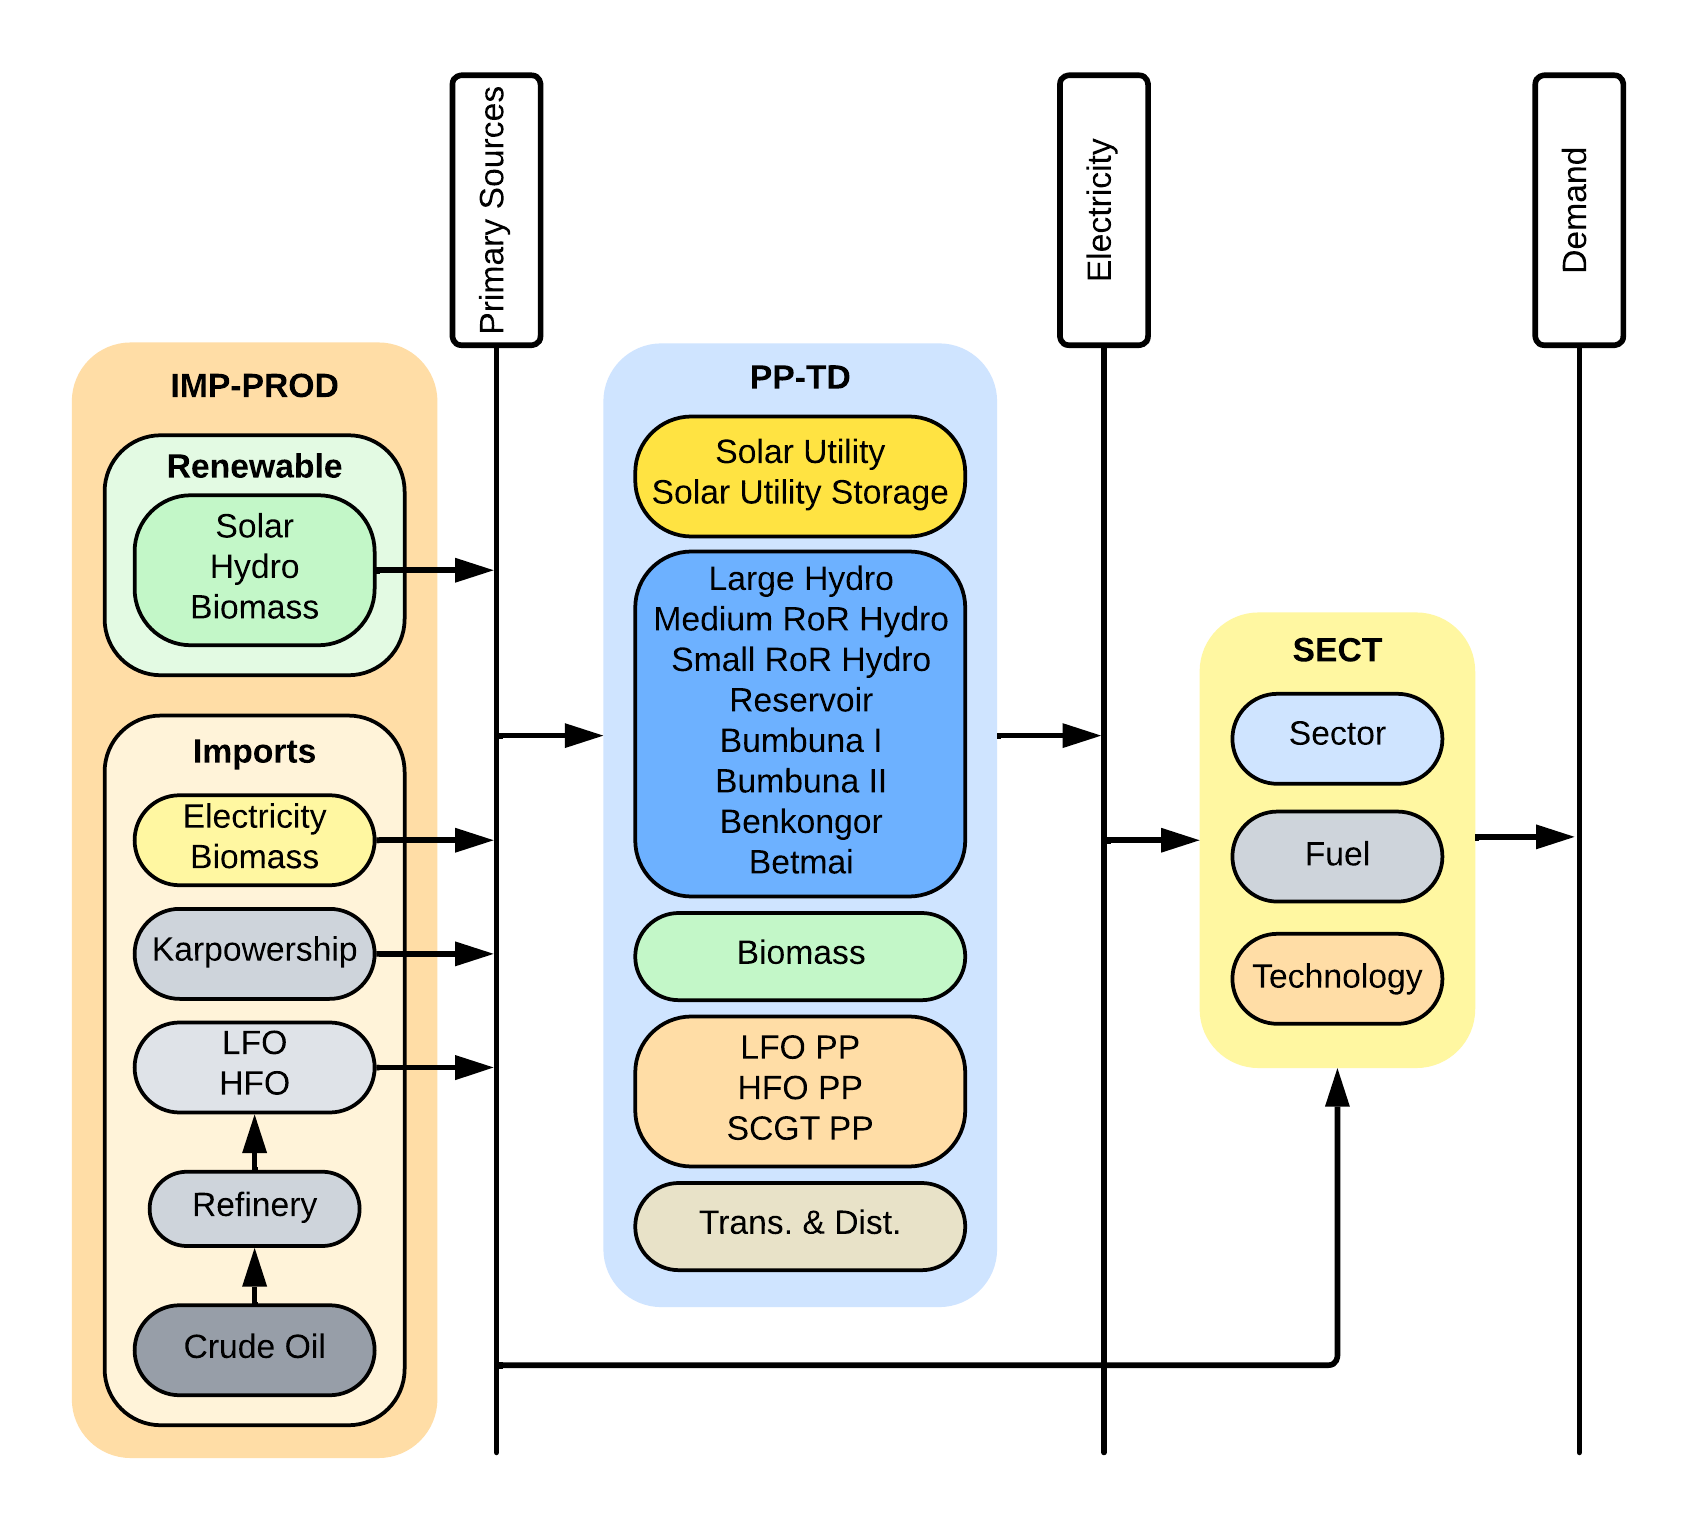 Primary Sources
Electricity
Demand
IMP-PROD
Renewable
Solar
Hydro
Biomass
Imports
Electricity
Biomass
Karpowership
LFO
HFO
Refinery
Crude Oil
PP-TD
Solar Utility
Solar Utility Storage
Large Hydro
Medium RoR Hydro
Small RoR Hydro
Reservoir
Bumbuna I
Bumbuna II
Benkongor
Betmai
Biomass
LFO PP
HFO PP
SCGT PP
Trans. & Dist.
SECT
Sector
Fuel
Technology